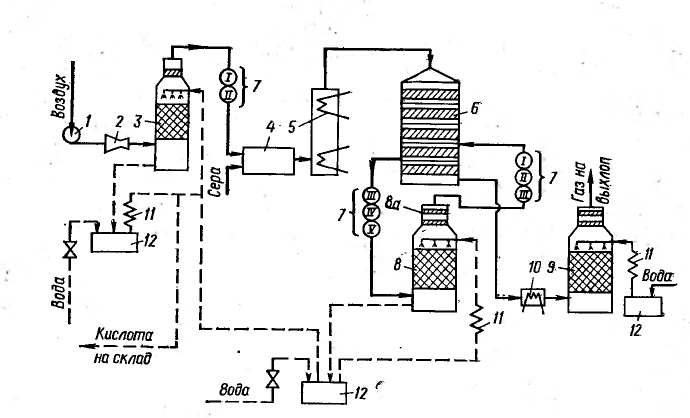 Воздух
1
2
3
I
II
7
4
Сера
5
6
I
II
III
7
7
III
IV
V
8а
8
Газ на
выхлоп
9
10
11
Вода
12
11
12
Вода
Кислота
на склад
11
Вода
12